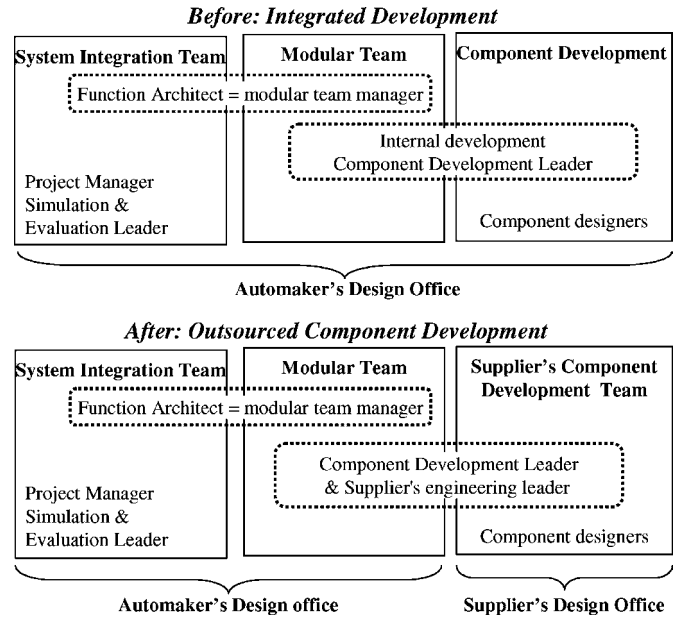 Before: Integrated Development
System Integration Team
Modular Team
Component Development
Function Architect = modular team manager
Internal development
Component Development Leader
Project Manager
Simulation &
Evaluation Leader
Component designers
Automaker's Design Office
After: Outsourced Component Development
System Integration Team
Modular Team
Supplier's Component
Development Team
Function Architect = modular team manager
Component Development Leader
& Supplier's engineering leader
Project Manager
Simulation &
Evaluation Leader
Component designers
Automaker's Design office
Supplier's Design Office